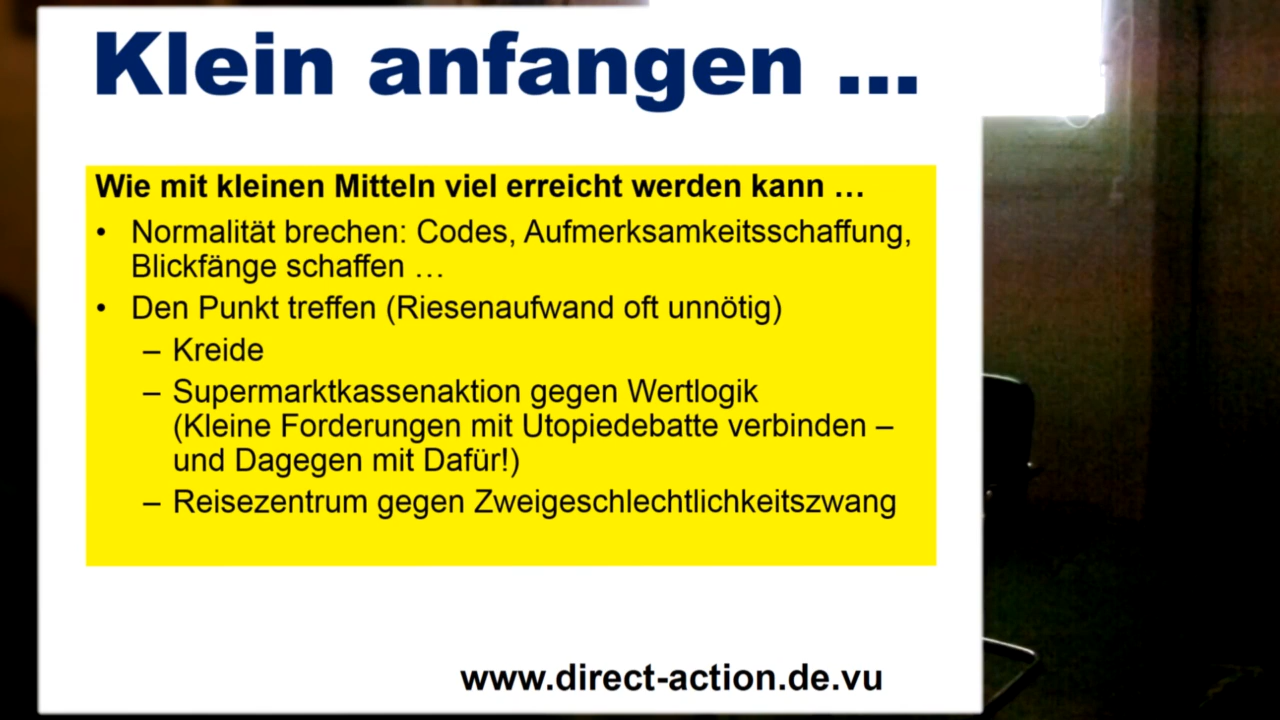 Klein anfangen ...
Wie mit kleinen Mitteln viel erreicht werden kann …
• Normalität brechen: Codes, Aufmerksamkeitsschaffung,
Blickfänge schaffen …
• Den Punkt treffen (Riesenaufwand oft unnötig)
– Kreide
– Supermarktkassenaktion gegen Wertlogik
(Kleine Forderungen mit Utopiedebatte verbinden –
und Dagegen mit Dafür!)
– Reisezentrum gegen Zweigeschlechtlichkeitszwang
www.direct-action.de.vu